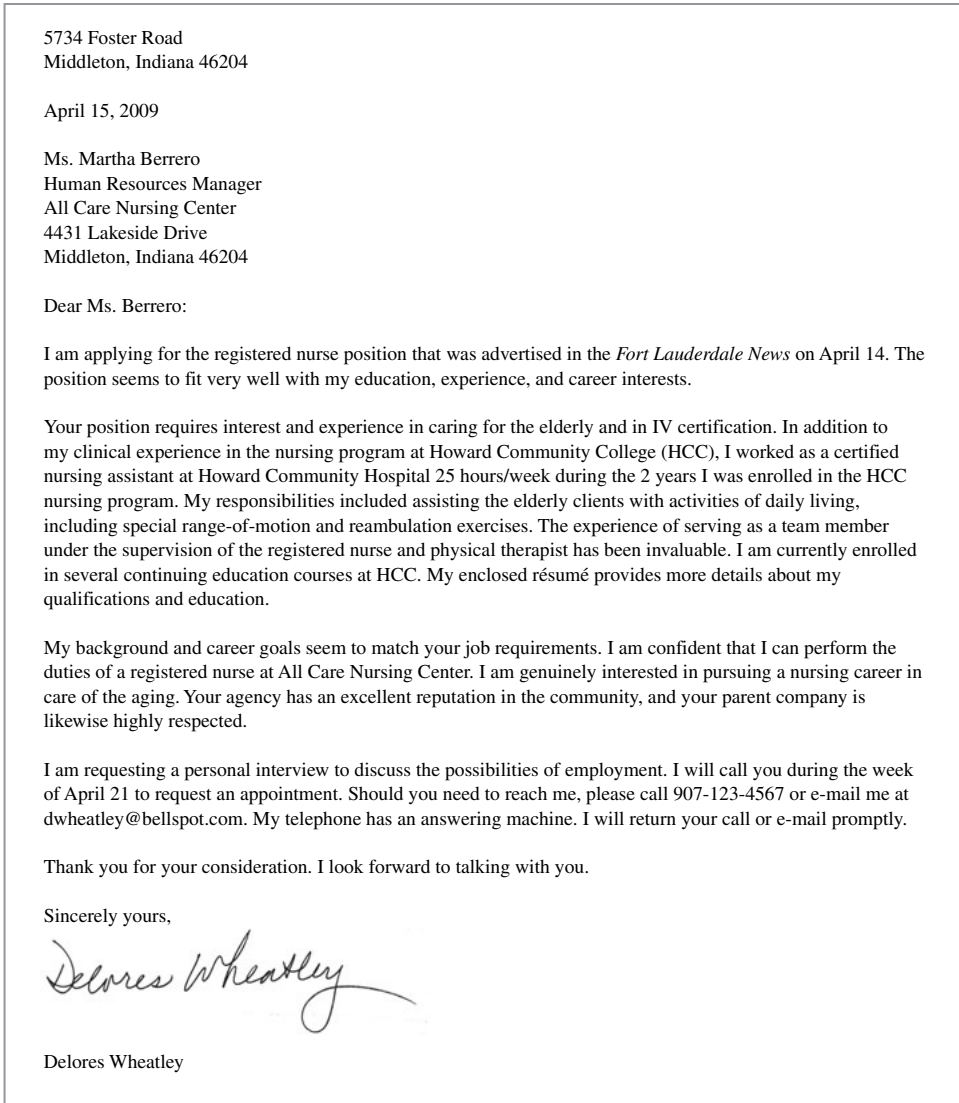 5734 Foster Road
Middleton, Indiana 46204
April 15, 2009
Ms. Martha Berrero
Human Resources Manager
All Care Nursing Center
4431 Lakeside Drive
Middleton, Indiana 46204
Dear Ms. Berrero:
I am applying for the registered nurse position that was advertised in the Fort Lauderdale News on April 14. The
position seems to fit very well with my education, experience, and career interests.
Your position requires interest and experience in caring for the elderly and in IV certification. In addition to
my clinical experience in the nursing program at Howard Community College (HCC), I worked as a certified
nursing assistant at Howard Community Hospital 25 hours/week during the 2 years I was enrolled in the HCC
nursing program. My responsibilities included assisting the elderly clients with activities of daily living,
including special range-of-motion and reambulation exercises. The experience of serving as a team member
under the supervision of the registered nurse and physical therapist has been invaluable. I am currently enrolled
in several continuing education courses at HCC. My enclosed résumé provides more details about my
qualifications and education.
My background and career goals seem to match your job requirements. I am confident that I can perform the
duties of a registered nurse at All Care Nursing Center. I am genuinely interested in pursuing a nursing career in
care of the aging. Your agency has an excellent reputation in the community, and your parent company is
likewise highly respected.
I am requesting a personal interview to discuss the possibilities of employment. I will call you during the week
of April 21 to request an appointment. Should you need to reach me, please call 907-123-4567 or e-mail me at
dwheatley@bellspot.com. My telephone has an answering machine. I will return your call or e-mail promptly.
Thank you for your consideration. I look forward to talking with you.
Sincerely yours,
Delores Wheatley
Delores Wheatley